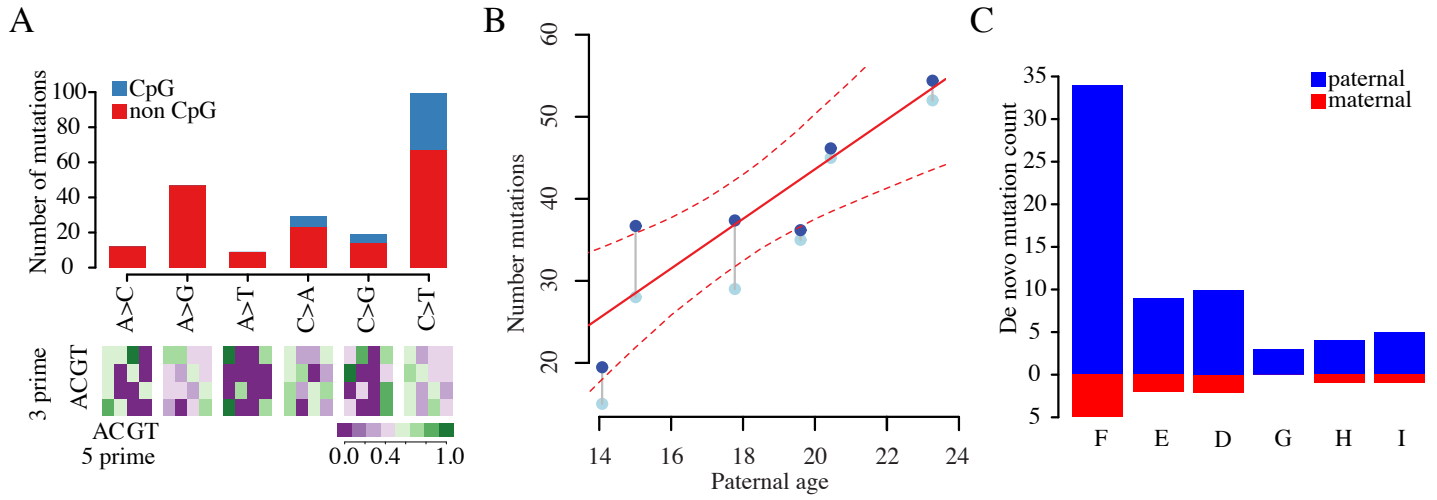 A
Number of mutations
100
80
60
40
20
0
CpG
non CpG
A>C
A>G
A>T
C>A
C>G
C>T
3 prime
ACGT
ACGT
5 prime
0.0
0.4
1.0
B
Number mutations
60
50
40
30
20
14
16
18
20
22
24
Paternal age
C
De novo mutation count
35
30
25
20
15
10
5
0
5
paternal
maternal
F
E
D
G
H
I